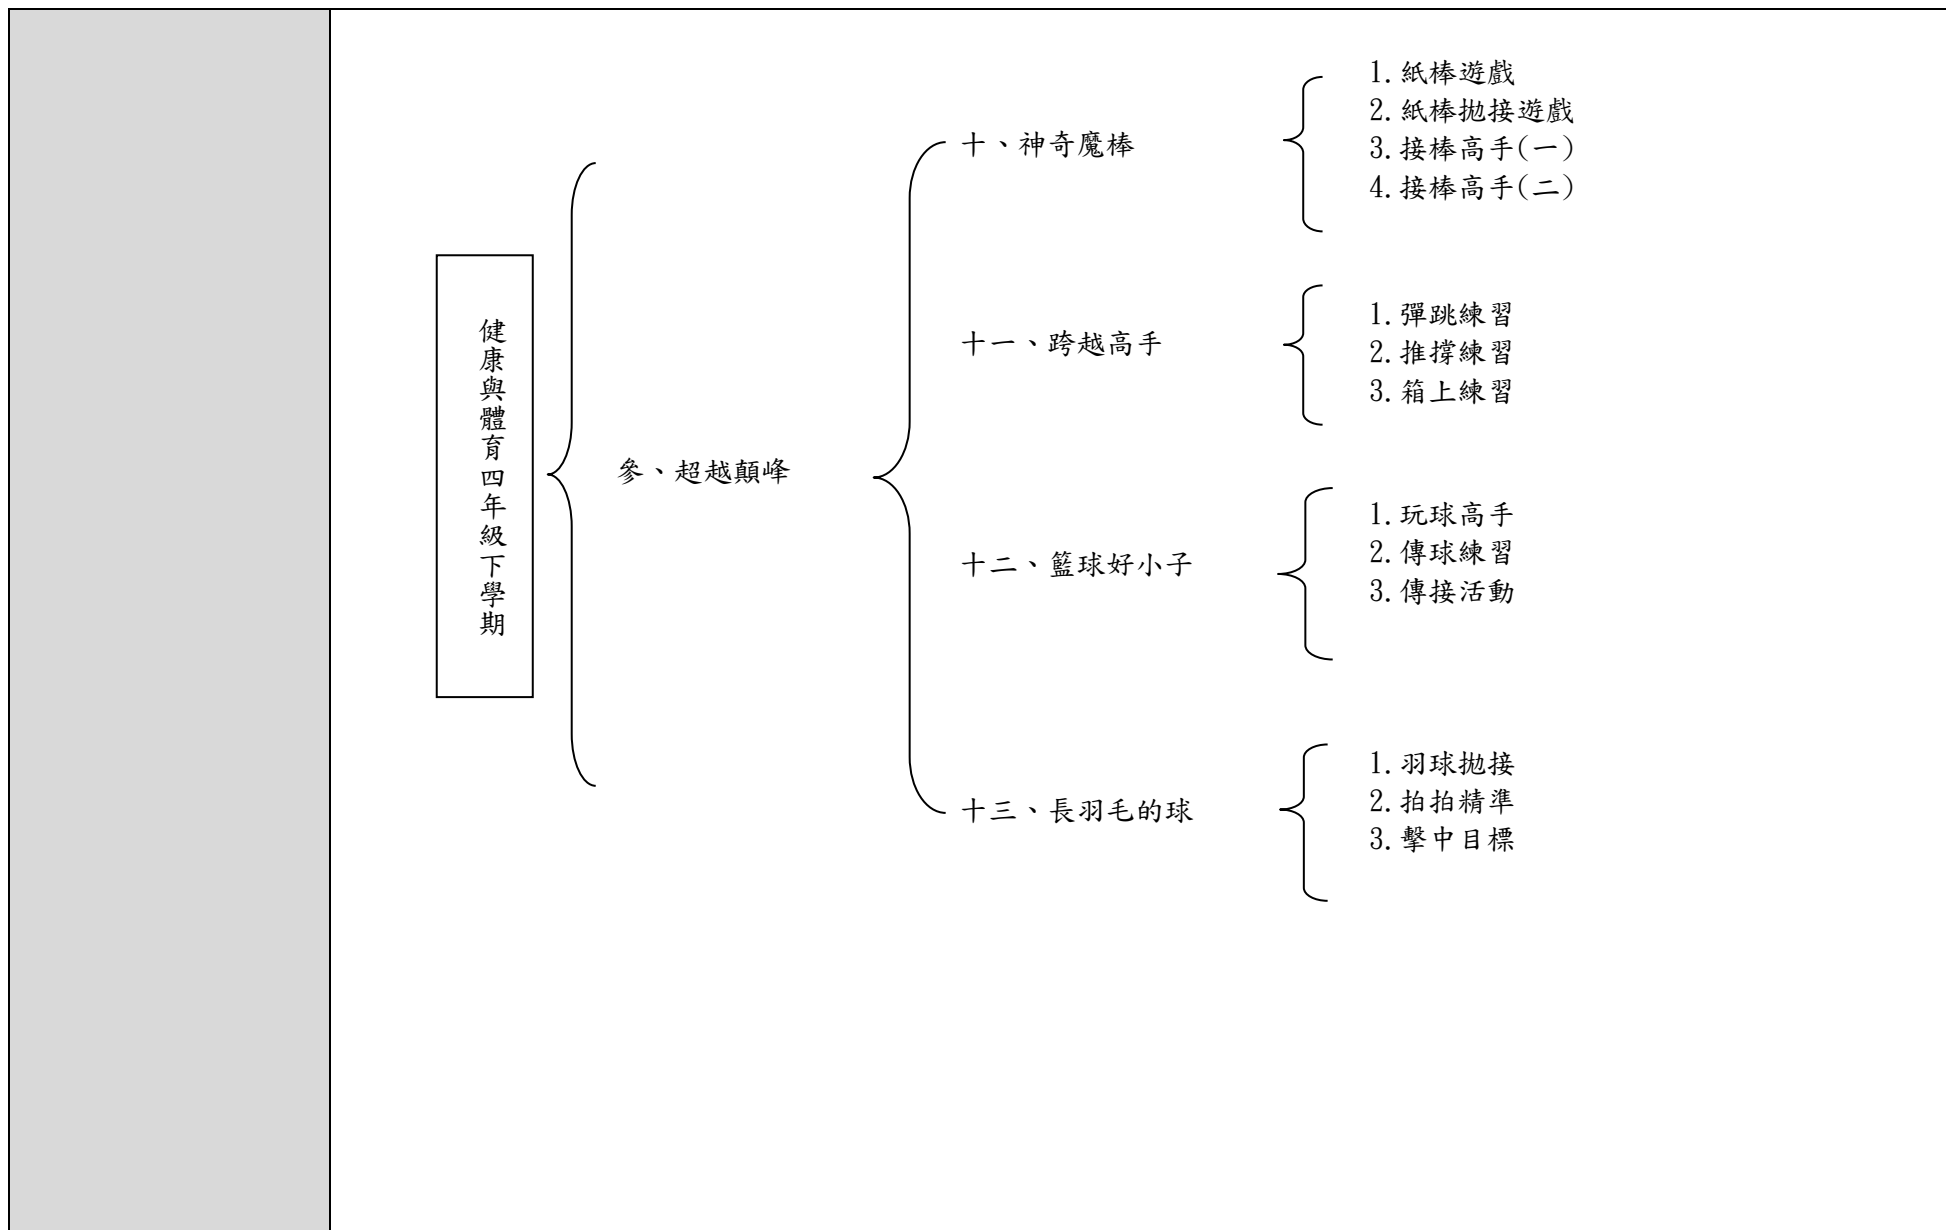 健康與體育四年級下學期
參、超越顛峰
十、神奇魔棒
1.紙棒遊戲
2.紙棒拋接遊戲
3.接棒高手(一)
4.接棒高手(二)
十一、跨越高手
1.彈跳練習
2.推撐練習
3.箱上練習
十二、籃球好小子
1.玩球高手
2.傳球練習
3.傳接活動
十三、長羽毛的球
1.羽球拋接
2.拍拍精準
3.擊中目標